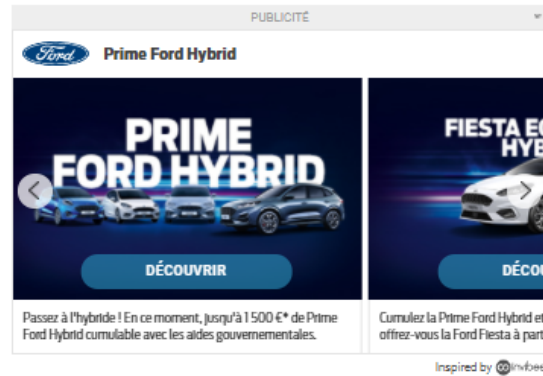 PUBLICITÉ
Ford Prime Ford Hybrid
PRIME
FORD HYBRID
DÉCOUVRIR
Passez à l'hybride ! En ce moment, jusqu'à 1 500 €* de Prime
Ford Hybrid cumulable avec les aides gouvernementales.
FIESTA
DÉCOU
Cumulez la Prime Ford Hybrid et
offrez-vous la Ford Fiesta à part
Inspired by invibes